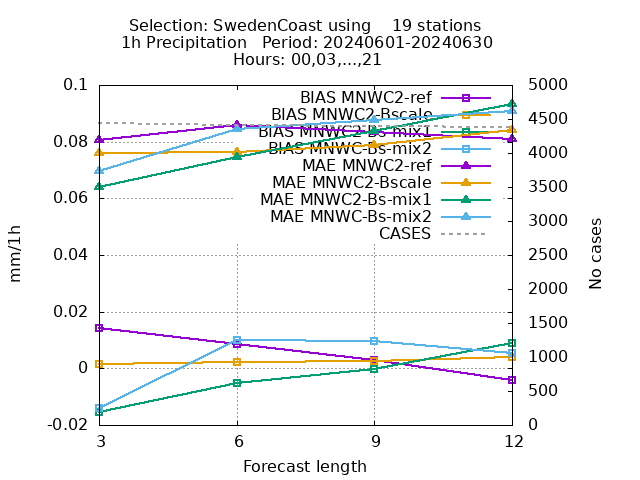 Selection: SwedenCoast using 19 stations
1h Precipitation Period: 20240601-20240630
Hours: 00,03,...,21
0.1
0.08
0.06
0.04
0.02
0
-0.02
mm/1h
5000
4500
4000
3500
3000
2500
2000
1500
1000
500
0
No cases
BIAS MNWC2-ref
BIAS MNWC2-Bscale
BIAS MNWC2-Bs-mix1
BIAS MNWC-Bs-mix2
MAE MNWC2-ref
MAE MNWC2-Bscale
MAE MNWC2-Bs-mix1
MAE MNWC-Bs-mix2
CASES
3 6 9 12
Forecast length